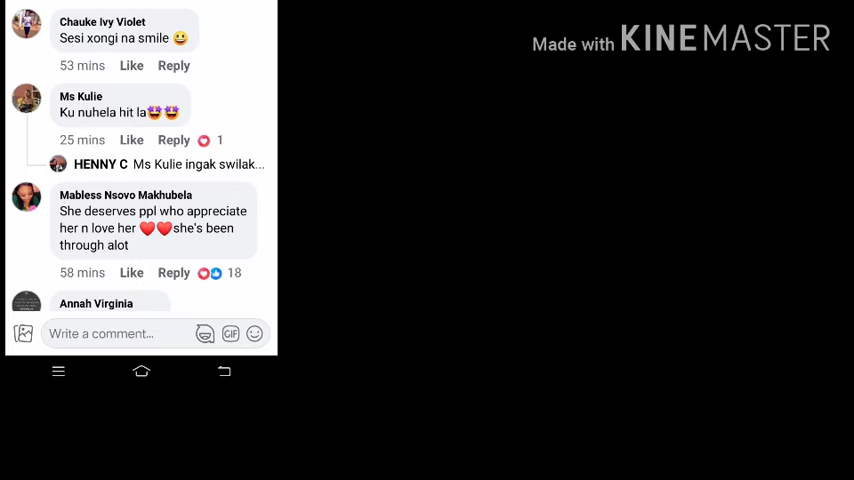 Chauke Ivy Violet
Sesi xongi na smile 😀
53 mins Like Reply
Ms Kulie
Ku nuhela hit la🤩🤩
25 mins Like Reply 1
HENNY C Ms Kulie ingak swilak...
Mabless Nsovo Makhubela
She deserves ppl who appreciate
her n love her ❤️❤️she's been
through alot
58 mins Like Reply 18
Annah Virginia
Write a comment...
GIF
Made with KINEMASTER